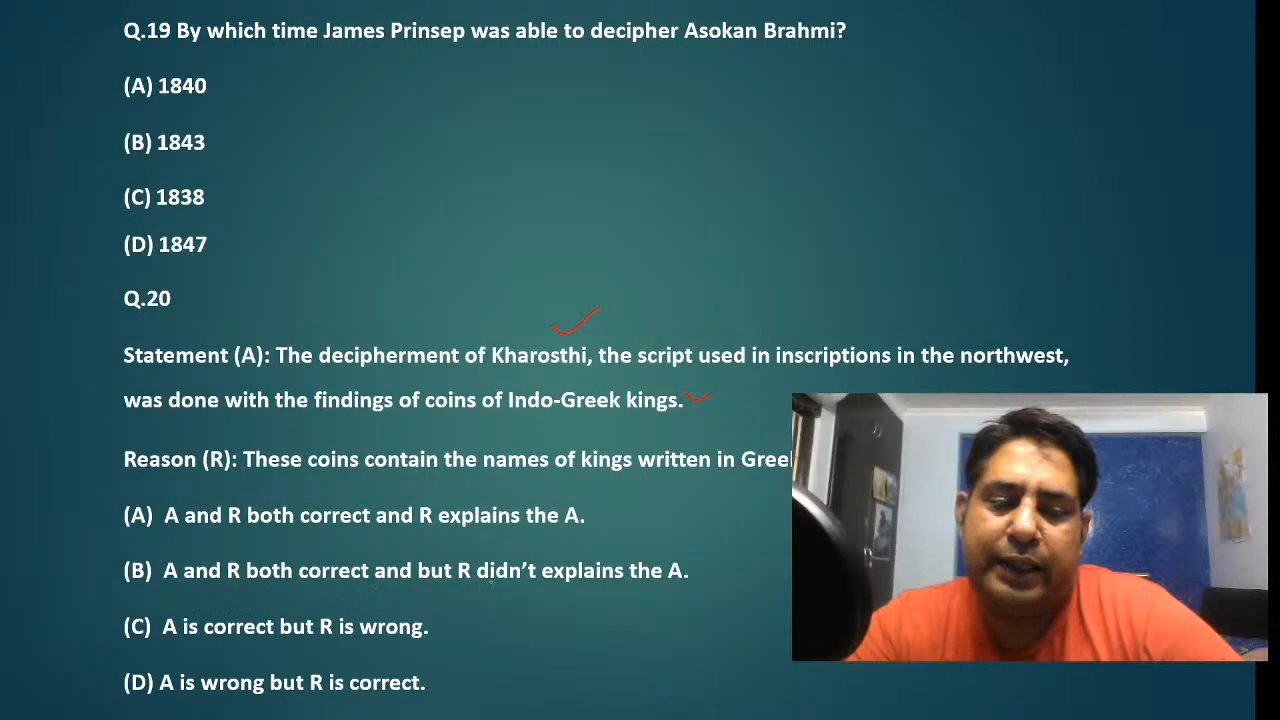 Q.19 By which time James Prinsep was able to decipher Asokan Brahmi?
(A) 1840
(B) 1843
(C) 1838
(D) 1847
Q.20
Statement (A): The decipherment of Kharosthi, the script used in inscriptions in the northwest,
was done with the findings of coins of Indo-Greek kings.
Reason (R): These coins contain the names of kings written in
(A) A and R both correct and R explains the A.
(B) A and R both correct and but R didn’t explains the A.
(C) A is correct but R is wrong.
(D) A is wrong but R is correct.